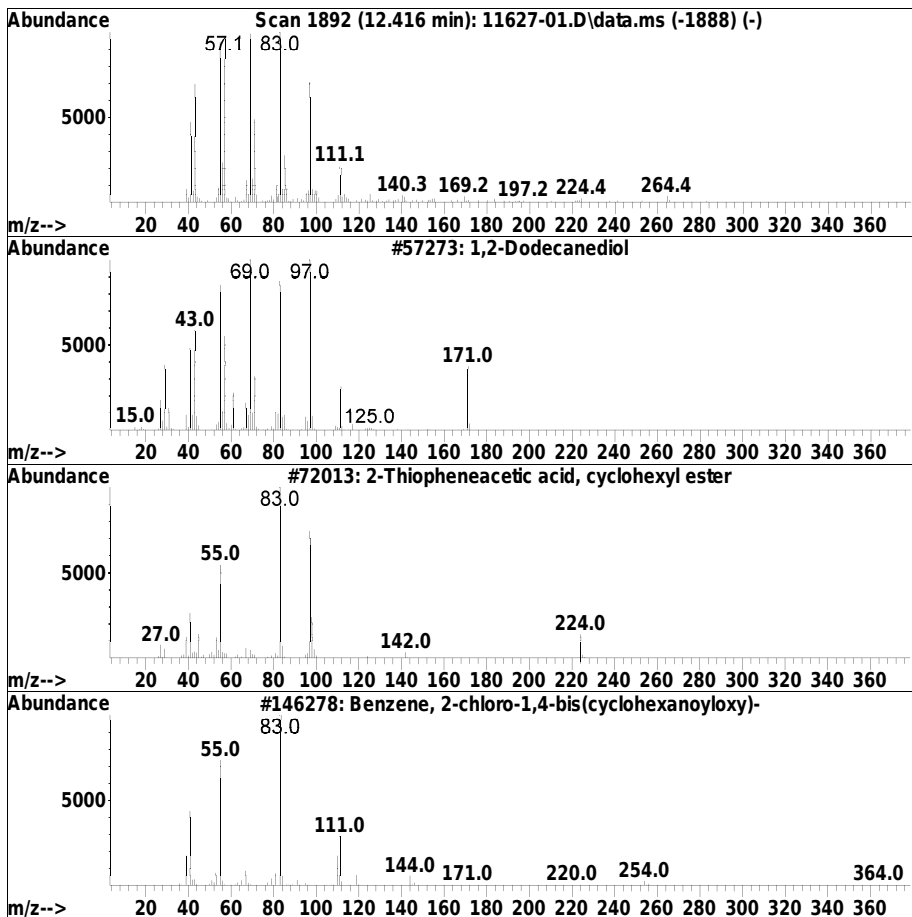 Abundance Scan 1892 (12.416 min): 11627-01.D\data.ms (-1888) (-)
57.1 83.0
5000
111.1
140.3 169.2 197.2 224.4 264.4
m/z--> 20 40 60 80 100 120 140 160 180 200 220 240 260 280 300 320 340 360
Abundance #57273: 1,2-Dodecanediol
69.0 97.0
43.0
5000
171.0
15.0 125.0
m/z--> 20 40 60 80 100 120 140 160 180 200 220 240 260 280 300 320 340 360
Abundance #72013: 2-Thiopheneacetic acid, cyclohexyl ester
83.0
55.0
5000
27.0 142.0 224.0
m/z--> 20 40 60 80 100 120 140 160 180 200 220 240 260 280 300 320 340 360
Abundance #146278: Benzene, 2-chloro-1,4-bis(cyclohexanoyloxy)-
83.0
55.0
5000
111.0
144.0 171.0 220.0 254.0 364.0
m/z--> 20 40 60 80 100 120 140 160 180 200 220 240 260 280 300 320 340 360